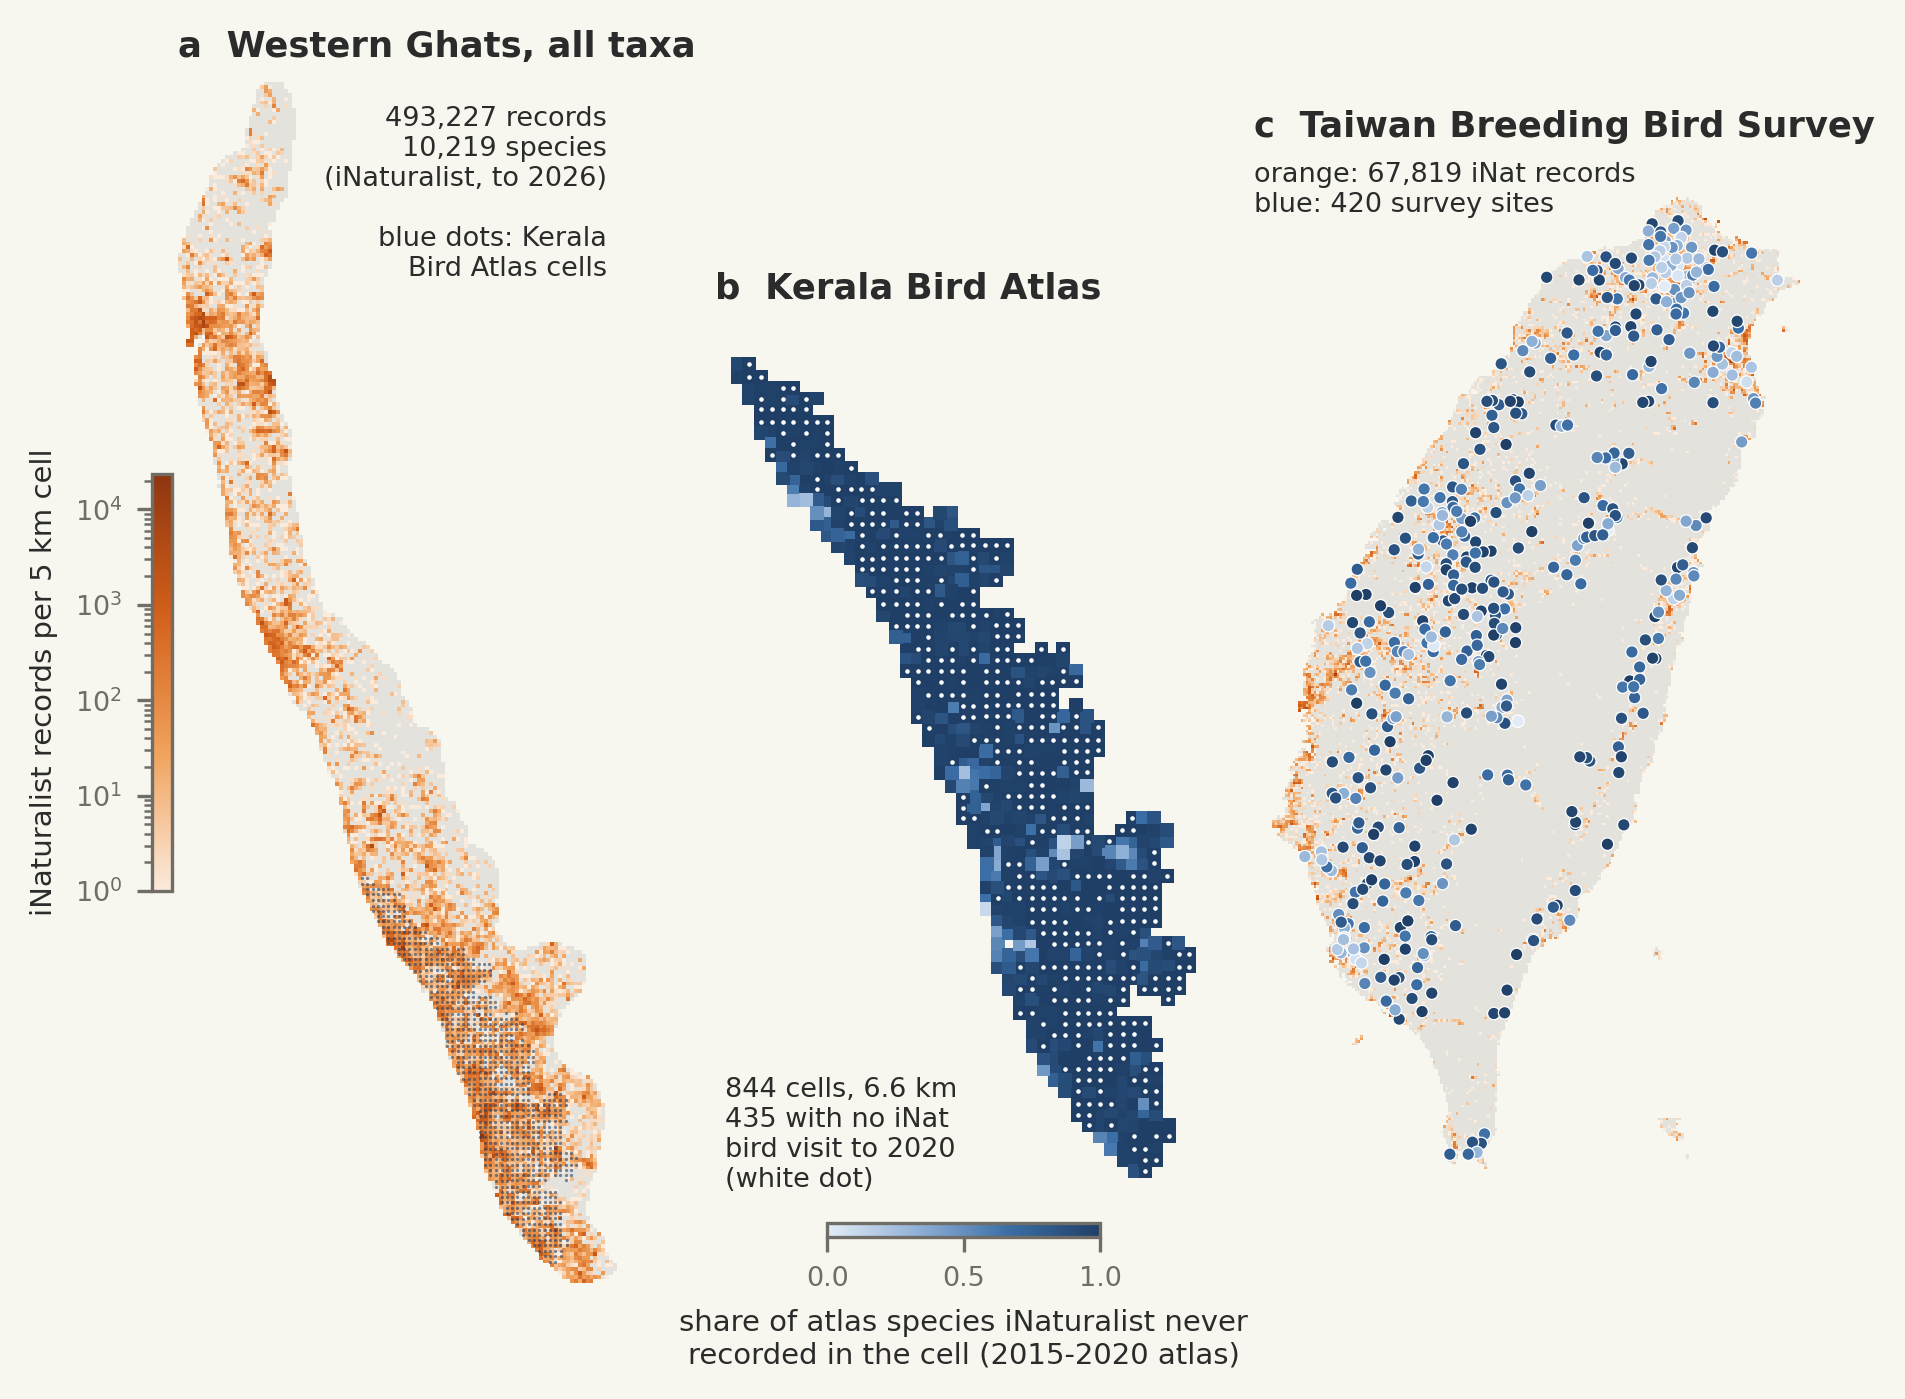 a  Western Ghats, all taxa
493,227 records
10,219 species
(iNaturalist, to 2026)
blue dots: Kerala
Bird Atlas cells
iNaturalist records per 5 km cell
10⁴
10³
10²
10¹
10⁰
b  Kerala Bird Atlas
844 cells, 6.6 km
435 with no iNat
bird visit to 2020
(white dot)
0.0 0.5 1.0
share of atlas species iNaturalist never
recorded in the cell (2015-2020 atlas)
c  Taiwan Breeding Bird Survey
orange: 67,819 iNat records
blue: 420 survey sites